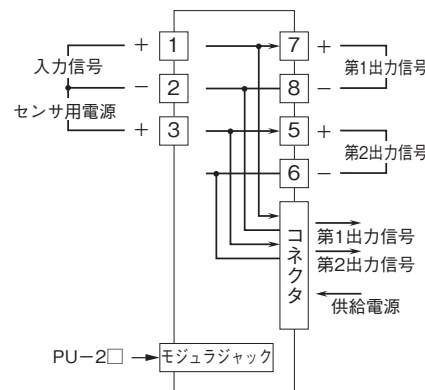 + 1
入力信号
− 2
センサ用電源
+ 3
7 +
第1出力信号
8 −
5 +
第2出力信号
6 −
コネクタ
第1出力信号
第2出力信号
供給電源
PU−2□ モジュラジャック